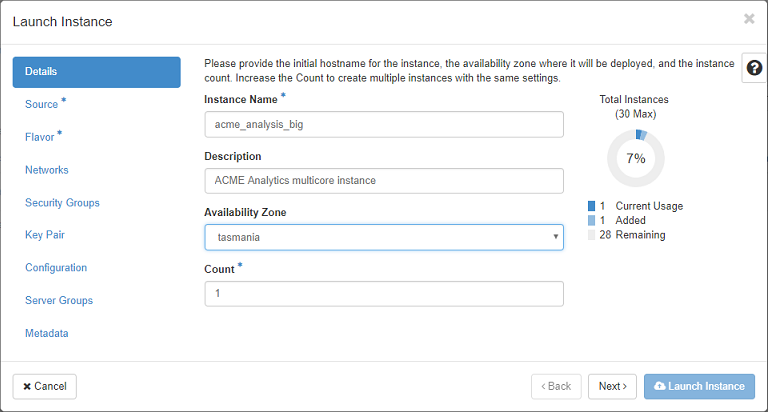 Launch Instance
×
Details
Source *
Flavor *
Networks
Security Groups
Key Pair
Configuration
Server Groups
Metadata
Please provide the initial hostname for the instance, the availability zone where it will be deployed, and the instance
count. Increase the Count to create multiple instances with the same settings.
Instance Name *
acme_analysis_big
Description
ACME Analytics multicore instance
Availability Zone
tasmania
Count *
1
?
Total Instances
(30 Max)
7%
1 Current Usage
1 Added
28 Remaining
× Cancel
< Back
Next >
Launch Instance